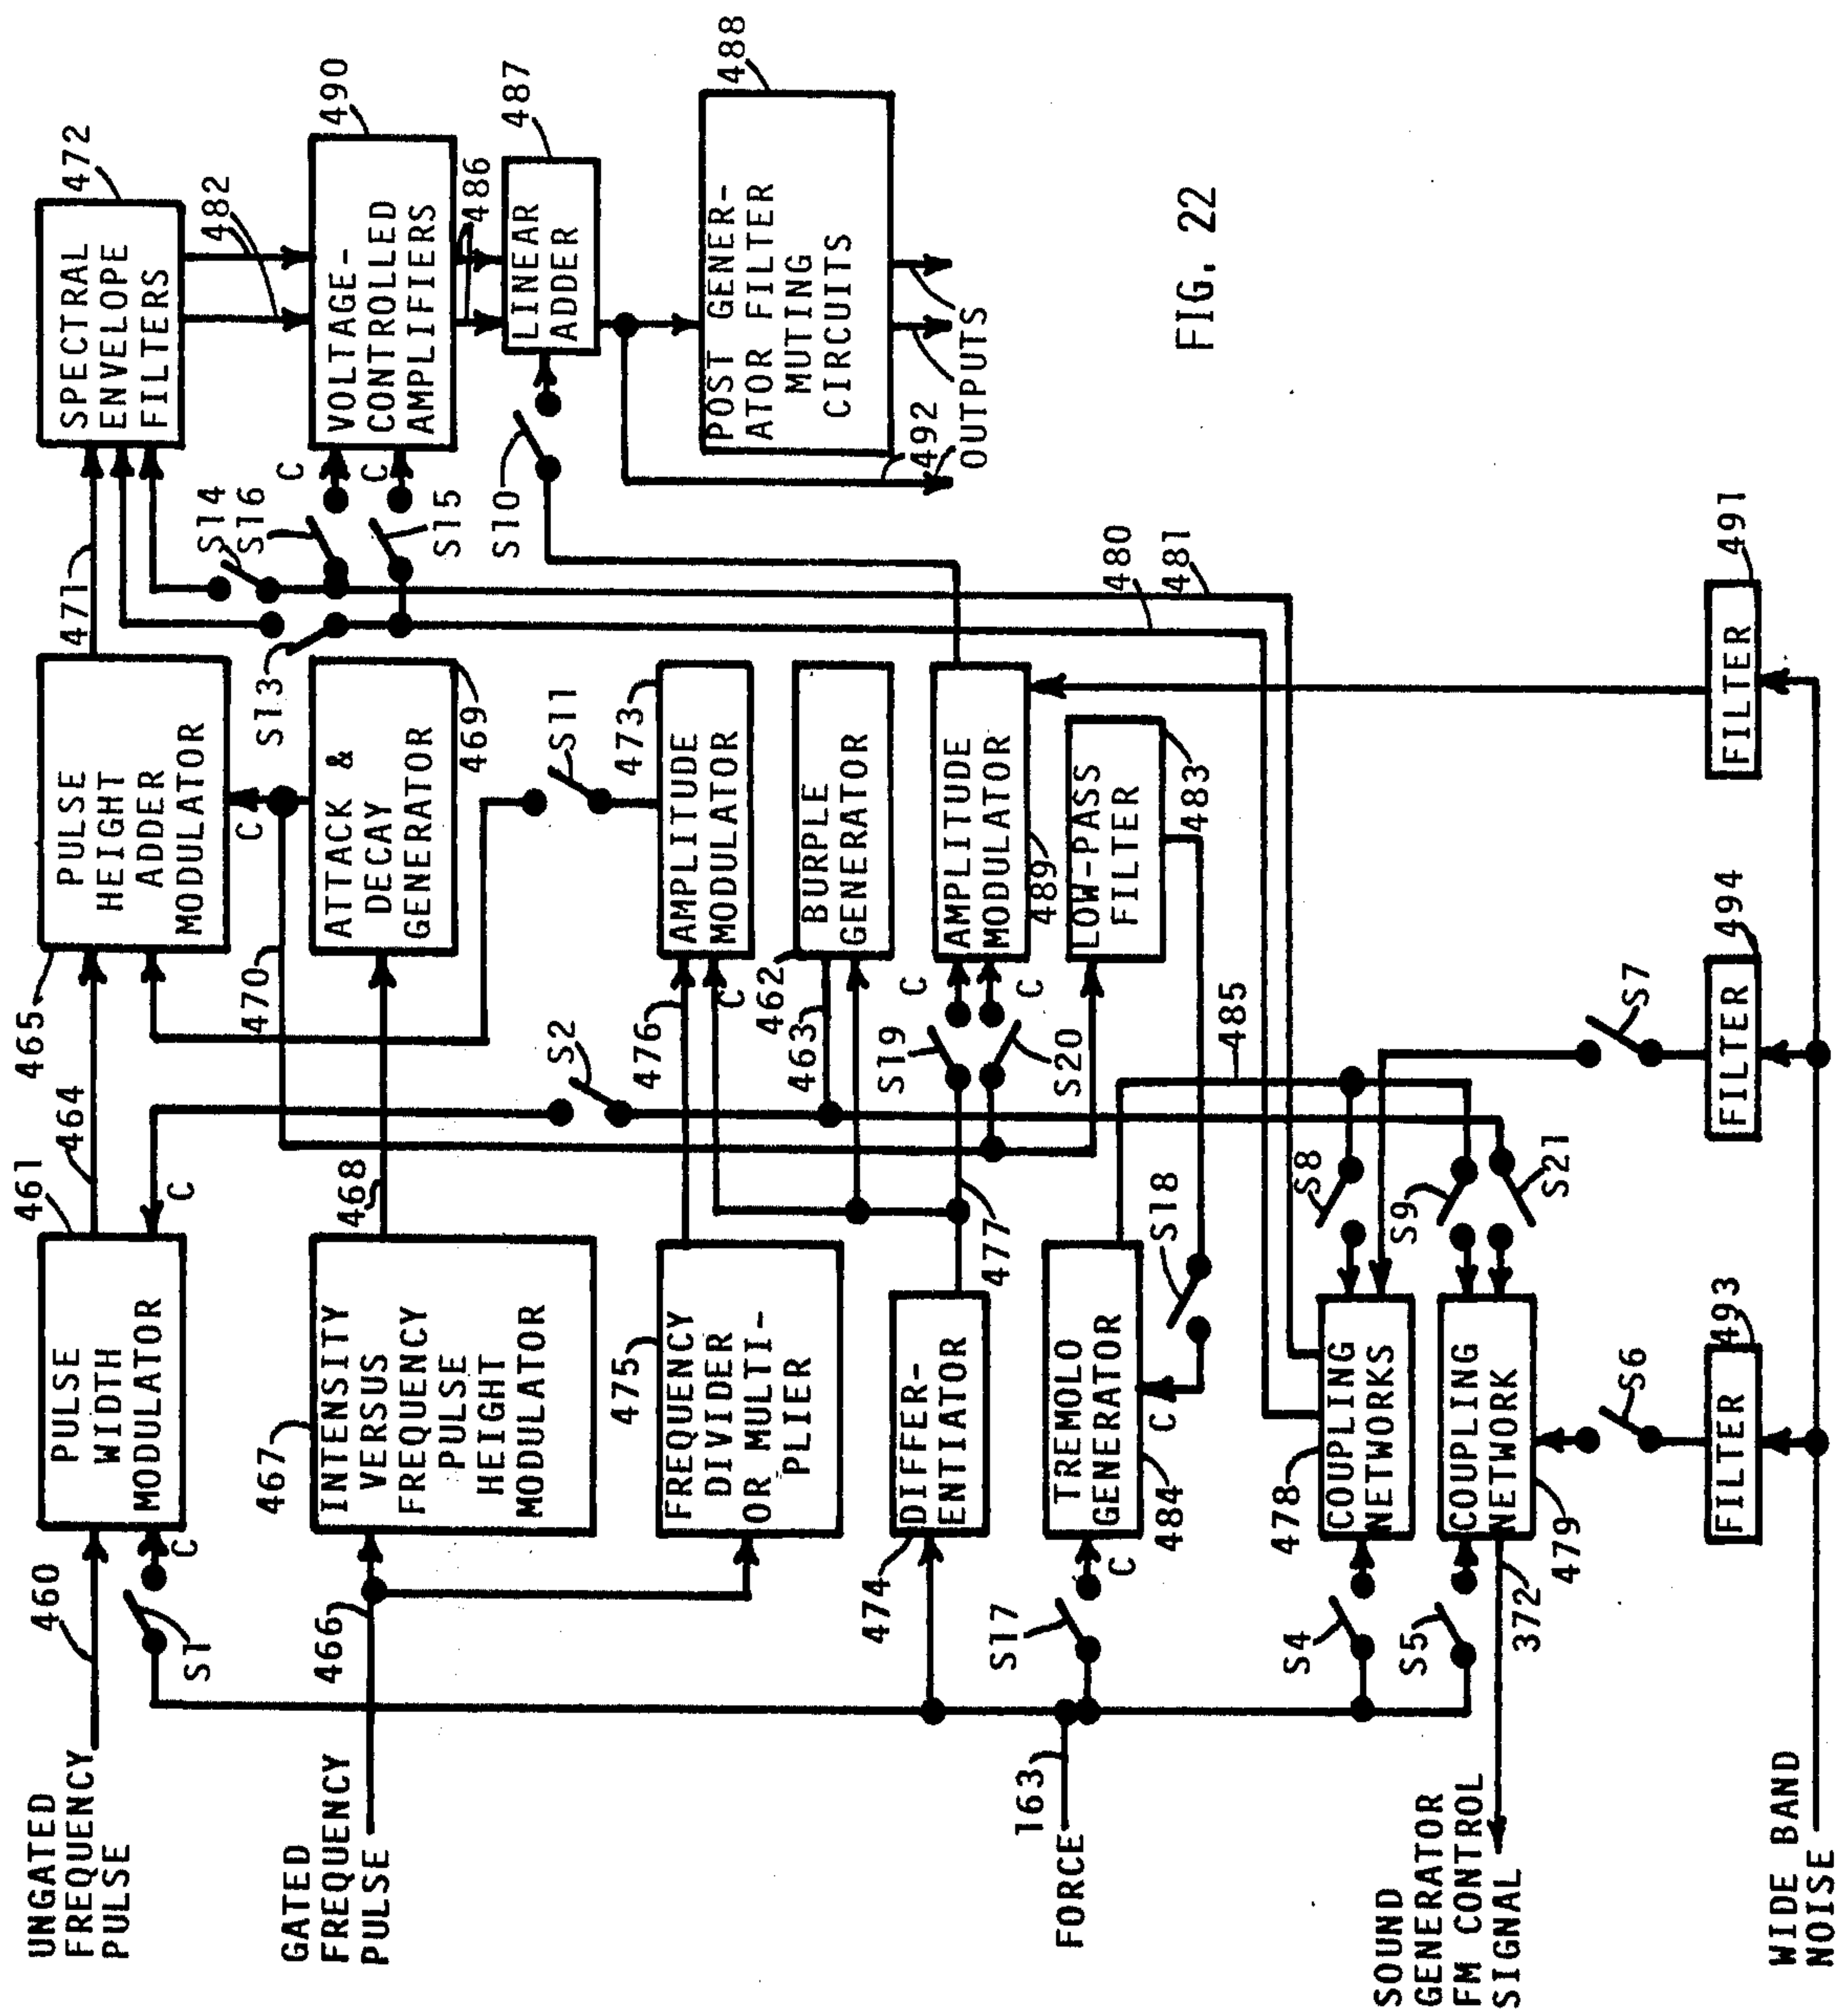 UNGATED
FREQUENCY
PULSE
460
S1
C
461
PULSE
WIDTH
MODULATOR
C
464
465
PULSE
HEIGHT
ADDER
MODULATOR
C
471
472
SPECTRAL
ENVELOPE
FILTERS
482
GATED
FREQUENCY
PULSE
466
467
INTENSITY
VERSUS
FREQUENCY
PULSE
HEIGHT
MODULATOR
468
470
ATTACK &
DECAY
GENERATOR
469
S13
S14
S16
C
C
S15
490
VOLTAGE-
CONTROLLED
AMPLIFIERS
486
475
FREQUENCY
DIVIDER
OR MULTI-
PLIER
S2
476
C
473
AMPLITUDE
MODULATOR
S11
S10
487
LINEAR
ADDER
462
463
BURPLE
GENERATOR
488
POST GENER-
ATOR FILTER
MUTING
CIRCUITS
492
OUTPUTS
474
DIFFER-
ENTIATOR
477
S19
C
S20
C
AMPLITUDE
MODULATOR
489
FORCE
163
S17
C
484
TREMOLO
GENERATOR
C
S18
LOW-PASS
FILTER
483
485
480
481
FIG. 22
SOUND
GENERATOR
FM CONTROL
SIGNAL
S4
S5
372
478
COUPLING
NETWORKS
COUPLING
NETWORK
479
S8
S9
S21
S6
S7
WIDE BAND
NOISE
FILTER
493
FILTER
494
FILTER
491